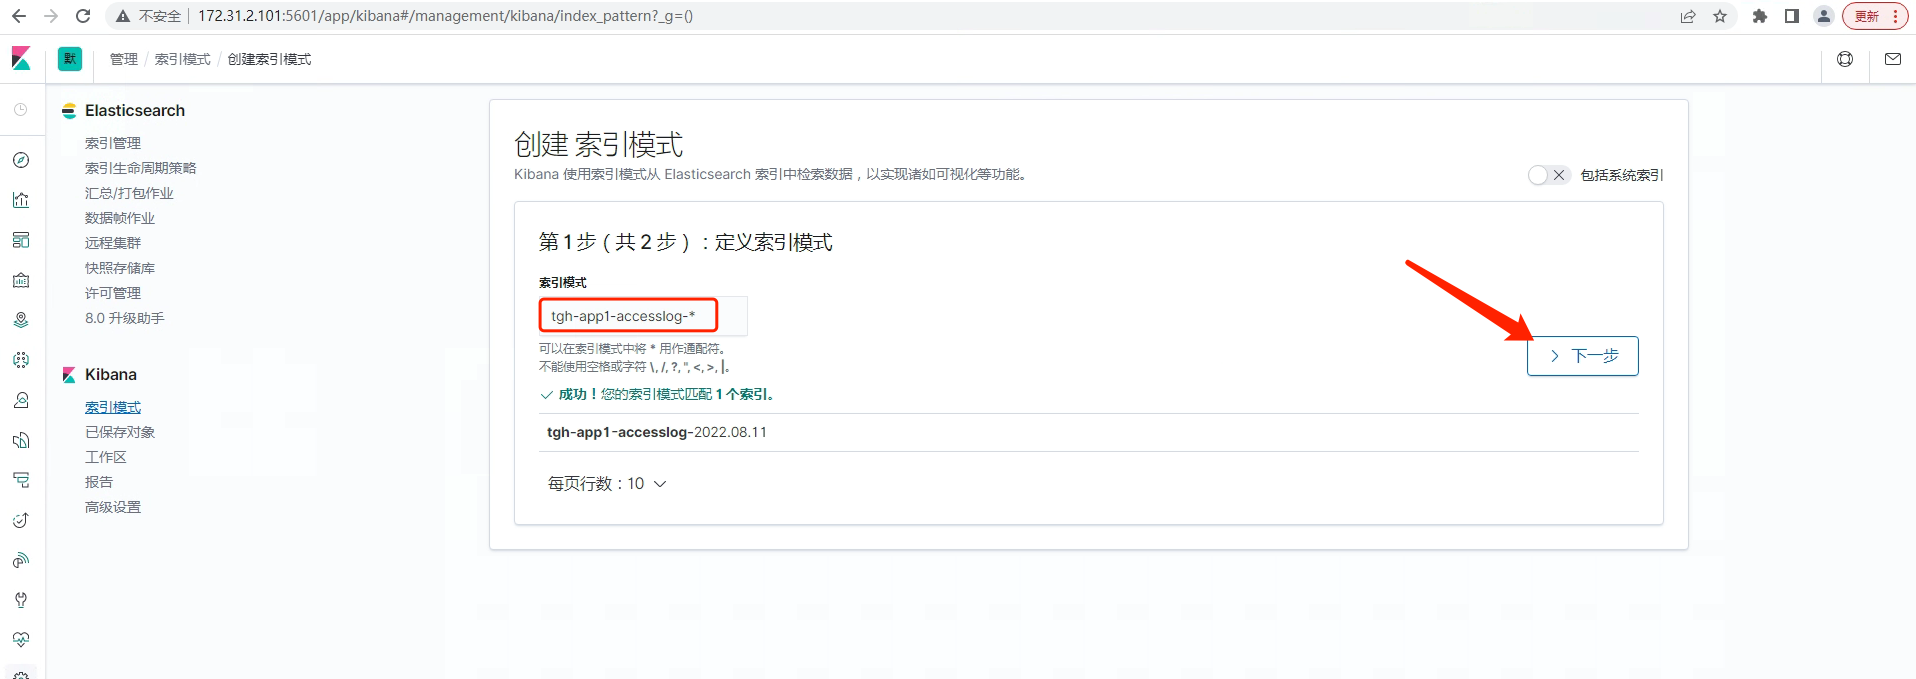 不安全 172.31.2.101:5601/app/kibana#/management/kibana/index_pattern?_g=()
更新
默 管理 / 索引模式 / 创建索引模式
Elasticsearch
索引管理
索引生命周期策略
汇总/打包作业
数据帧作业
远程集群
快照存储库
许可管理
8.0 升级助手
Kibana
索引模式
已保存对象
工作区
报告
高级设置
创建 索引模式
Kibana 使用索引模式从 Elasticsearch 索引中检索数据，以实现诸如可视化等功能。
包括系统索引
第 1 步（共 2 步）：定义索引模式
索引模式
tgh-app1-accesslog-*
可以在索引模式中将 * 用作通配符。
不能使用空格或字符 \, /, ?, ", <, >, |。
下一步
成功！您的索引模式匹配 1 个索引。
tgh-app1-accesslog-2022.08.11
每页行数：10